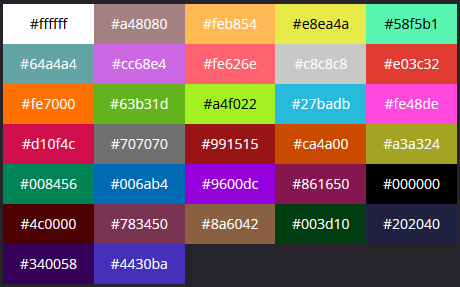 #ffffff #a48080 #feb854 #e8ea4a #58f5b1
#64a4a4 #cc68e4 #fe626e #c8c8c8 #e03c32
#fe7000 #63b31d #a4f022 #27badb #fe48de
#d10f4c #707070 #991515 #ca4a00 #a3a324
#008456 #006ab4 #9600dc #861650 #000000
#4c0000 #783450 #8a6042 #003d10 #202040
#340058 #4430ba